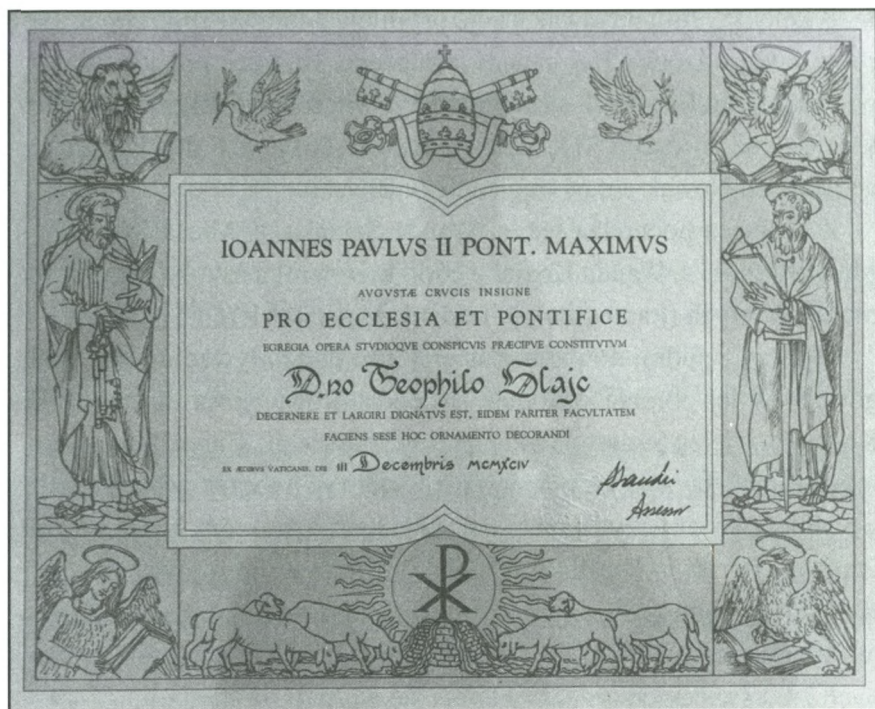 IOANNES PAVLVS II PONT. MAXIMVS
AVGVSTÆ CRVCIS INSIGNE
PRO ECCLESIA ET PONTIFICE
EGREGIA OPERA STVDIOQVE CONSPICVIS PRÆCIPVE CONSTITVTVM
D.no Teophilo Blajc
DECERNERE ET LARGIRI DIGNATVS EST, EIDEM PARITER FACVLTATEM
FACIENS SESE HOC ORNAMENTO DECORANDI
EX ÆDIBVS VATICANIS, DIE III Decembris MCMXCIV
Assessor